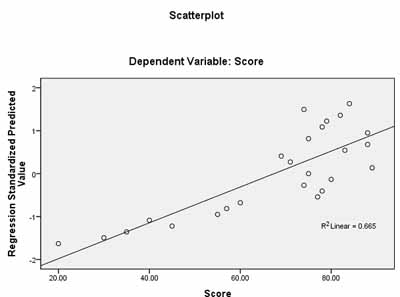 Scatterplot
Dependent Variable: Score
Regression Standardized Predicted
Value
2
1
0
-1
-2
R2 Linear = 0.665
20.00
40.00
60.00
80.00
Score